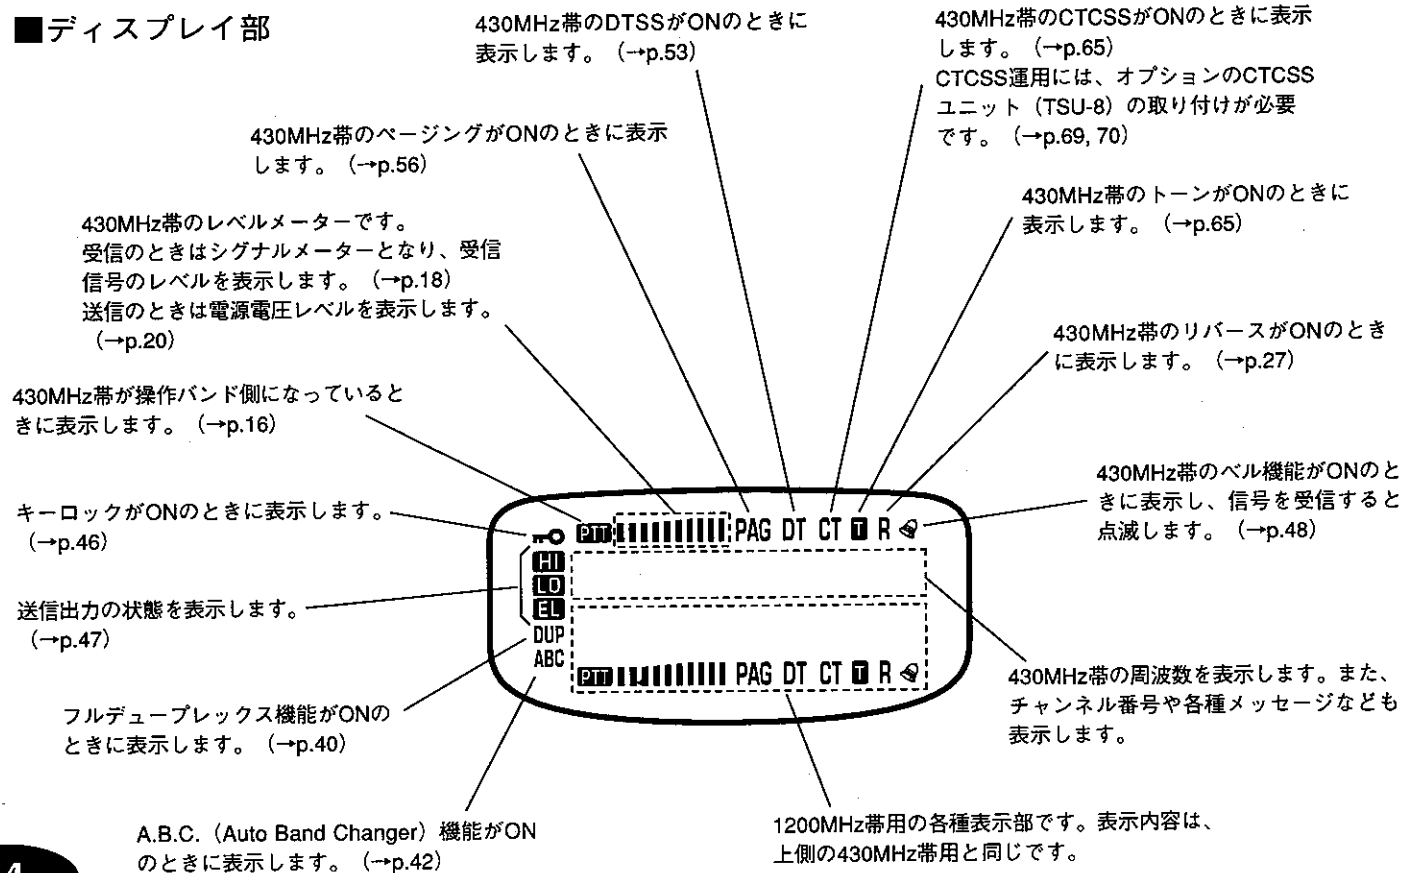 ■ディスプレイ部
430MHz帯のDTSSがONのときに
表示します。（→p.53）
430MHz帯のCTCSSがONのときに表示
します。（→p.65）
CTCSS運用には、オプションのCTCSS
ユニット（TSU-8）の取り付けが必要
です。（→p.69, 70）
430MHz帯のページングがONのときに表示
します。（→p.56）
430MHz帯のトーンがONのときに
表示します。（→p.65）
430MHz帯のレベルメーターです。
受信のときはシグナルメーターとなり、受信
信号のレベルを表示します。（→p.18）
送信のときは電源電圧レベルを表示します。
（→p.20）
430MHz帯のリバースがONのとき
に表示します。（→p.27）
430MHz帯が操作バンド側になっていると
きに表示します。（→p.16）
430MHz帯のベル機能がONのと
きに表示し、信号を受信すると
点滅します。（→p.48）
キーロックがONのときに表示します。
（→p.46）
送信出力の状態を表示します。
（→p.47）
PTT PAG DT CT T R
HI
LO
EL
DUP
ABC
PTT PAG DT CT T R
430MHz帯の周波数を表示します。また、
チャンネル番号や各種メッセージなども
表示します。
フルデュープレックス機能がONの
ときに表示します。（→p.40）
A.B.C.（Auto Band Changer）機能がON
のときに表示します。（→p.42）
1200MHz帯用の各種表示部です。表示内容は、
上側の430MHz帯用と同じです。
4